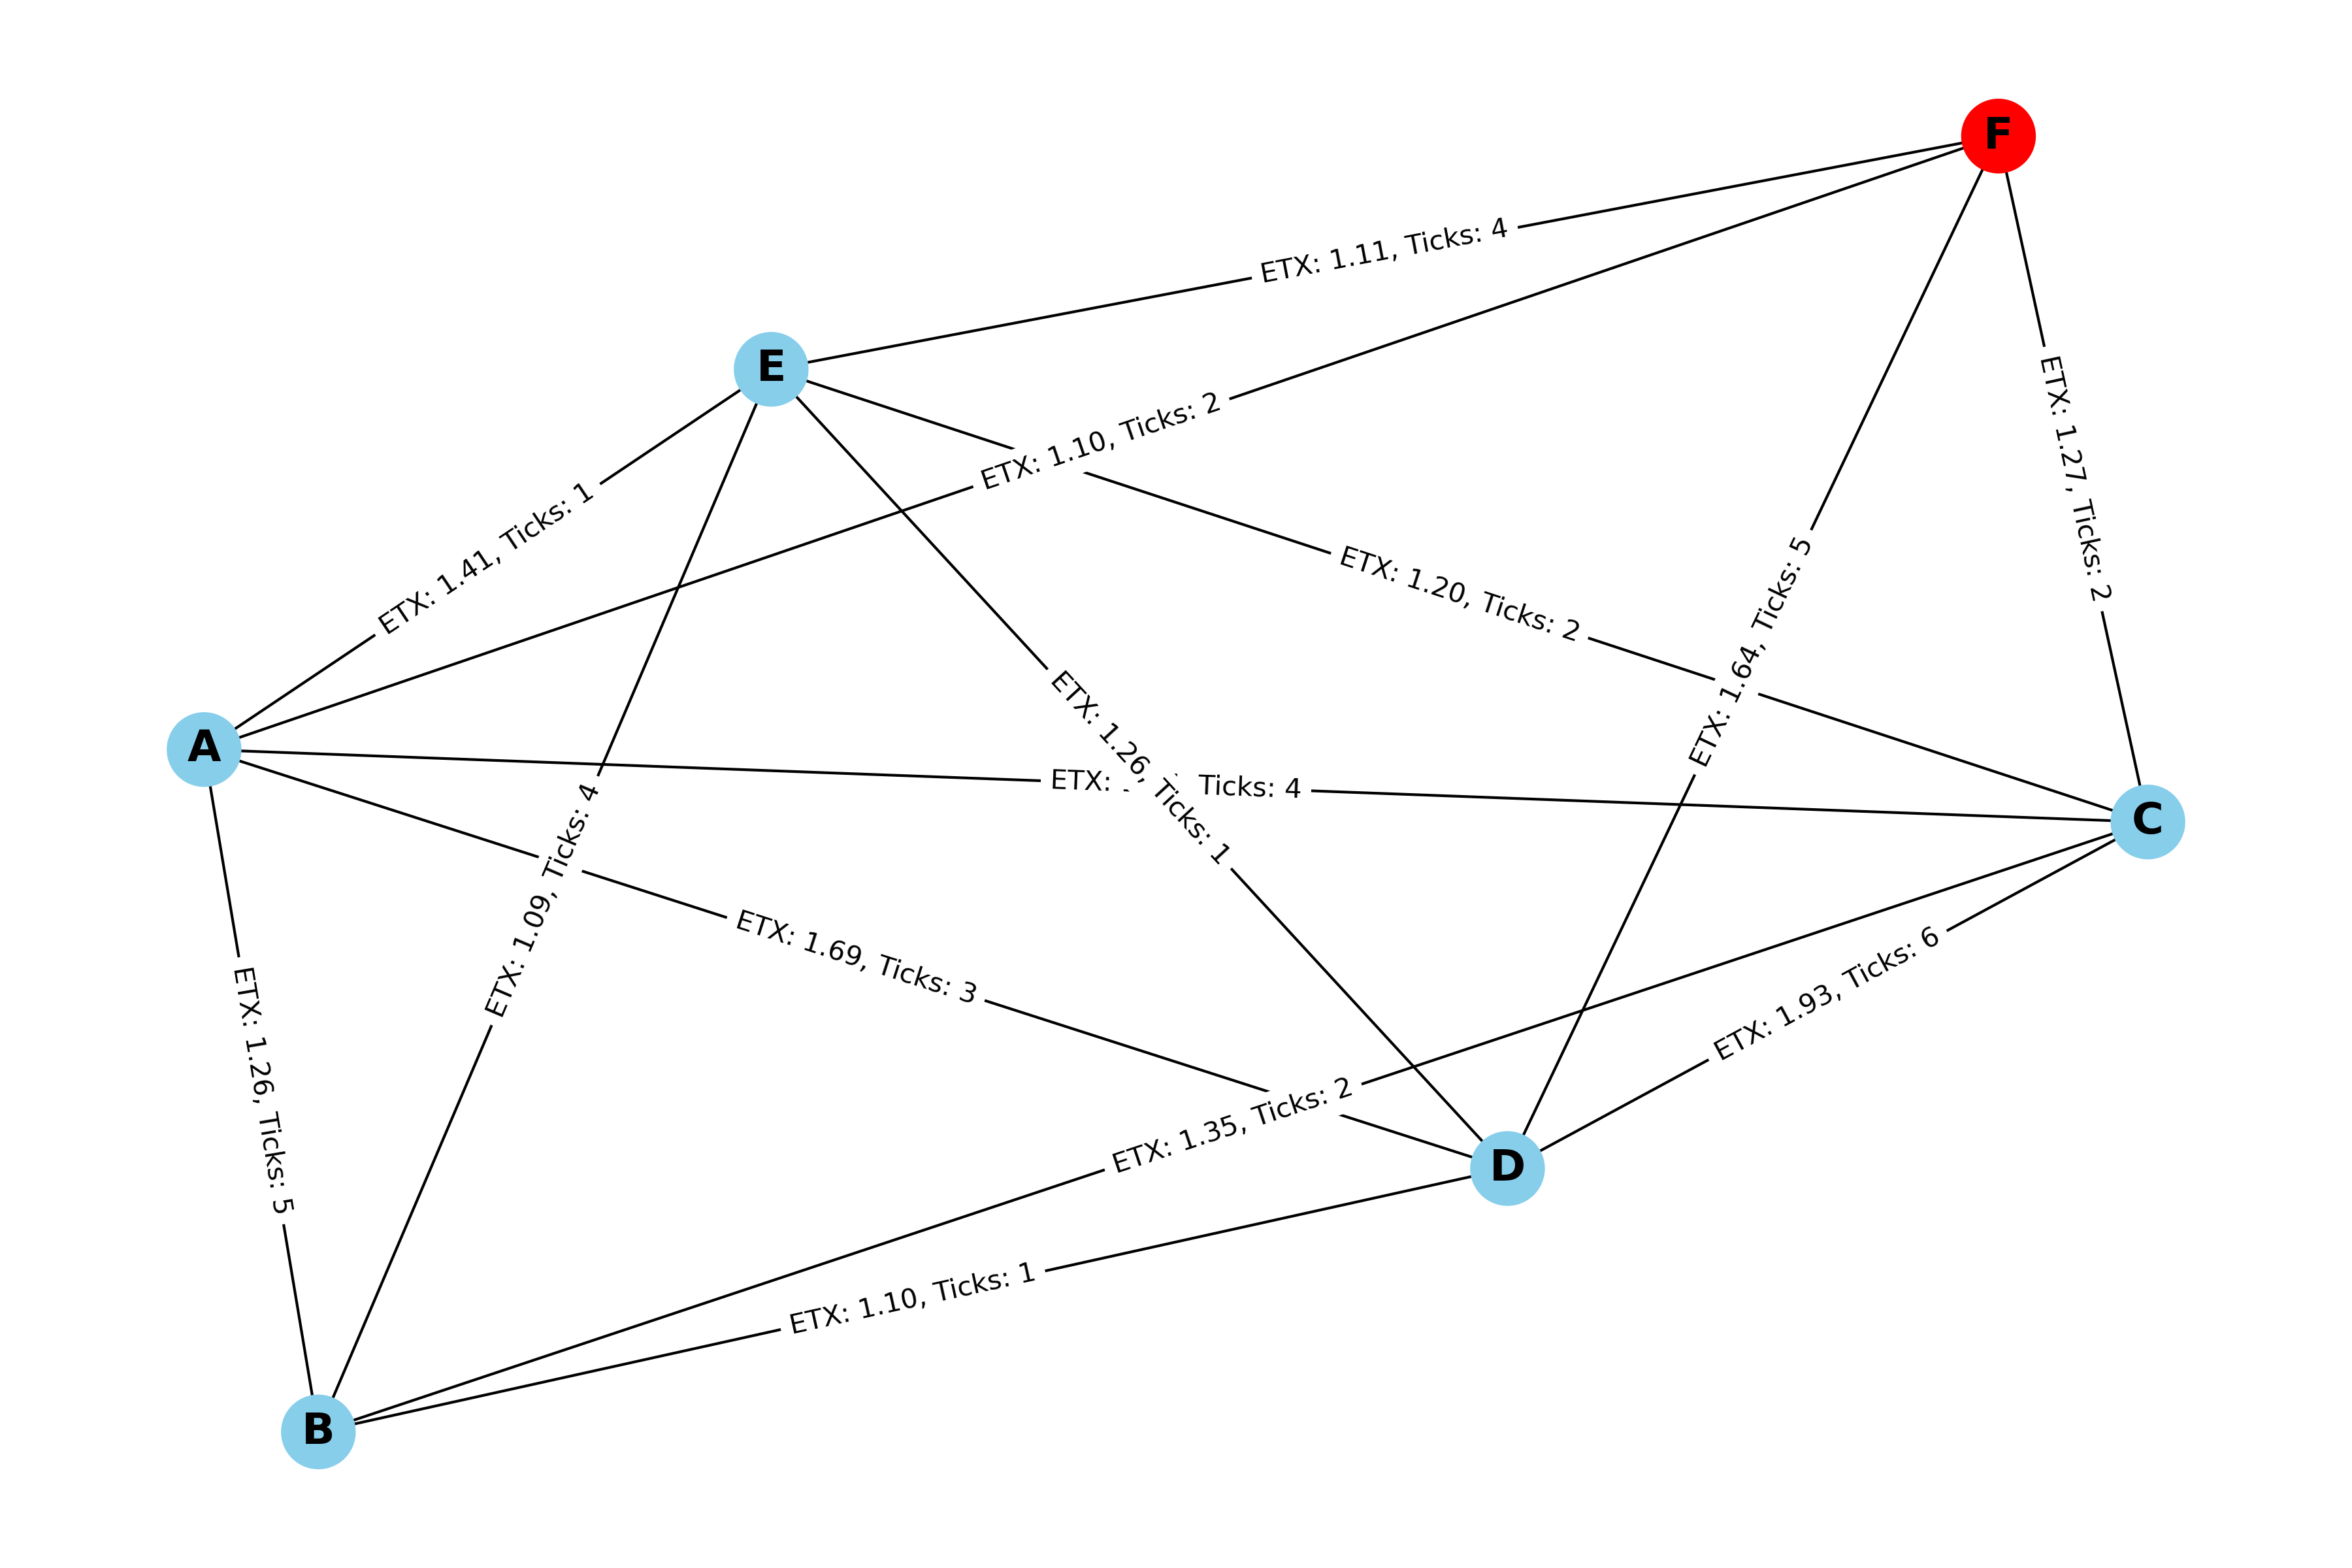 F
ETX: 1.11, Ticks: 4
E
ETX: 1.10, Ticks: 2
ETX: 1.27, Ticks: 2
ETX: 1.41, Ticks: 1
ETX: 1.20, Ticks: 2
ETX: 1.64, Ticks: 5
A
ETX: 1.26, Ticks: 1
ETX: Ticks: 4
C
ETX: 1.09, Ticks: 4
ETX: 1.69, Ticks: 3
ETX: 1.93, Ticks: 6
ETX: 1.26, Ticks: 5
ETX: 1.35, Ticks: 2
D
ETX: 1.10, Ticks: 1
B